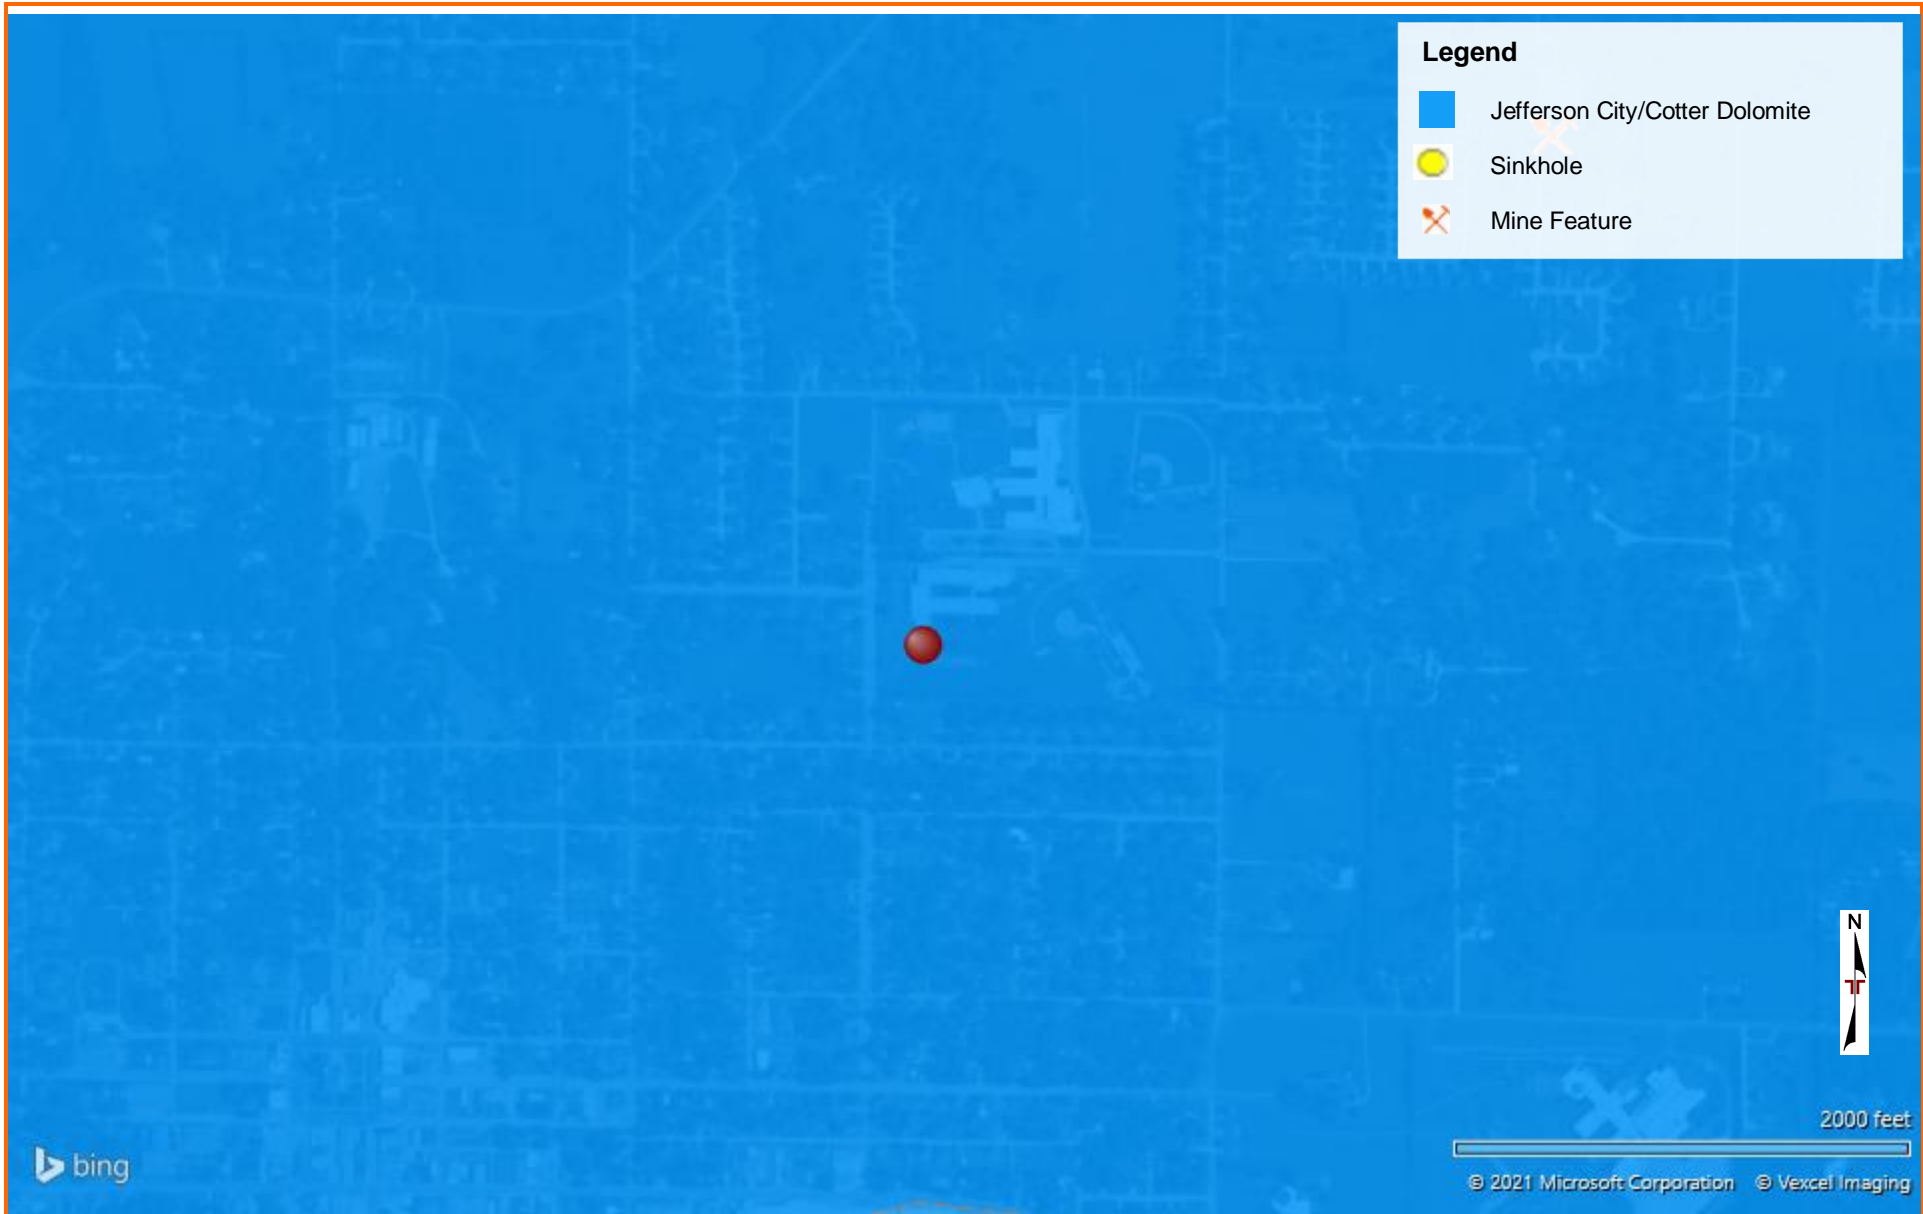 Legend
Jefferson City/Cotter Dolomite
Sinkhole
Mine Feature
N
2000 feet
bing
© 2021 Microsoft Corporation © Vexcel Imaging